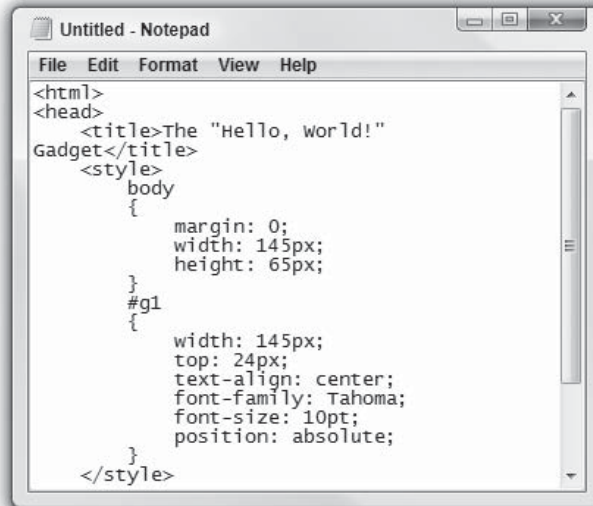 Untitled - Notepad
File Edit Format View Help
<html>
<head>
    <title>The "Hello, World!"
Gadget</title>
    <style>
        body
        {
            margin: 0;
            width: 145px;
            height: 65px;
        }
        #g1
        {
            width: 145px;
            top: 24px;
            text-align: center;
            font-family: Tahoma;
            font-size: 10pt;
            position: absolute;
        }
    </style>